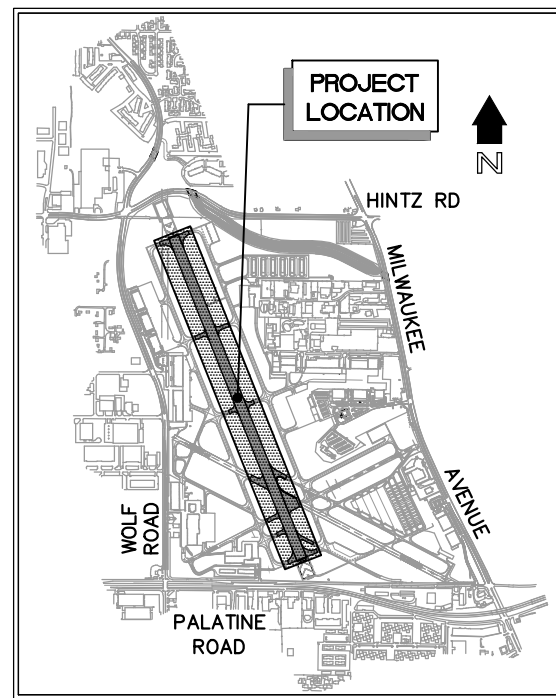 PROJECT
LOCATION
N
HINTZ RD
MILWAUKEE
AVENUE
WOLF
ROAD
PALATINE
ROAD